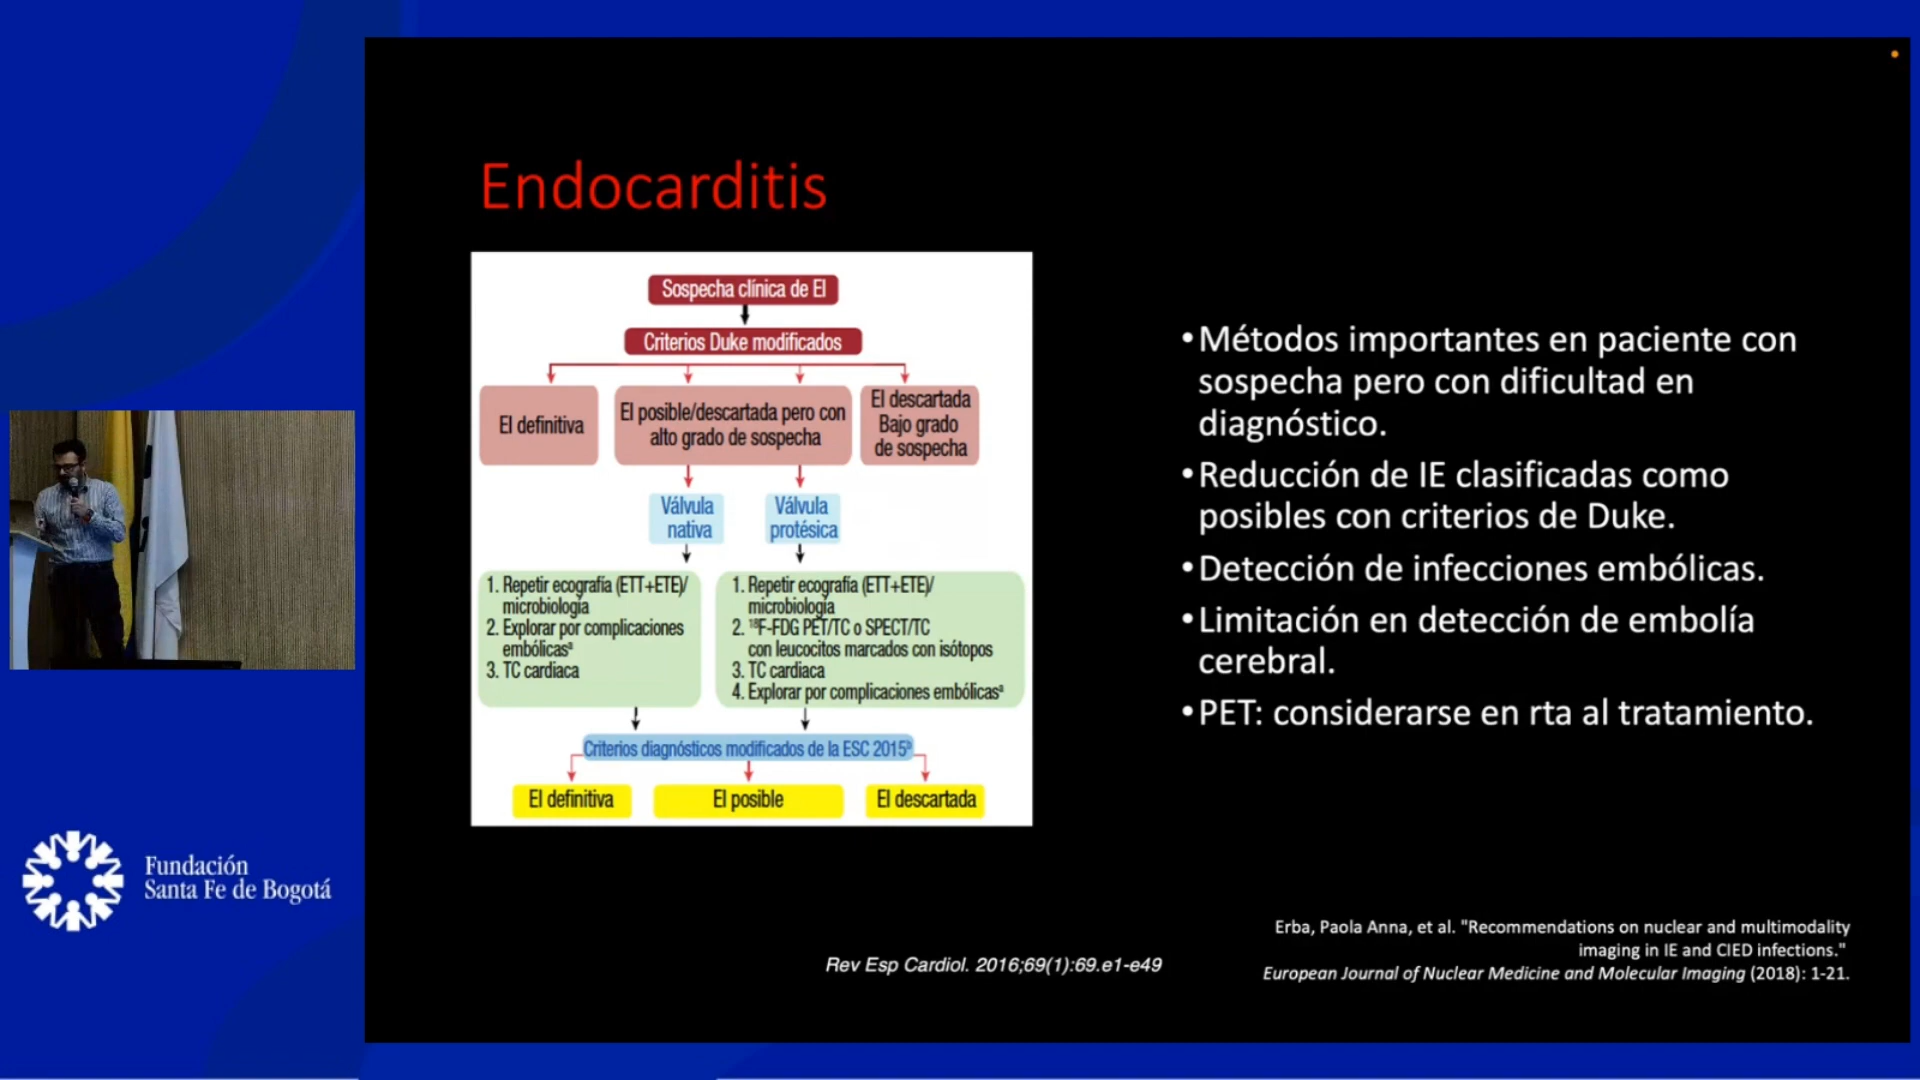 Endocarditis
Sospecha clínica de EI
Criterios Duke modificados
EI definitiva
EI posible/descartada pero con
alto grado de sospecha
EI descartada
Bajo grado
de sospecha
Válvula
nativa
Válvula
protésica
1. Repetir ecografía (ETT+ETE)/
microbiología
2. Explorar por complicaciones
embólicasª
3. TC cardiaca
1. Repetir ecografía (ETT+ETE)/
microbiología
2. ¹⁸F-FDG PET/TC o SPECT/TC
con leucocitos marcados con isótopos
3. TC cardiaca
4. Explorar por complicaciones embólicasª
Criterios diagnósticos modificados de la ESC 2015ᵇ
EI definitiva
EI posible
EI descartada
•Métodos importantes en paciente con
sospecha pero con dificultad en
diagnóstico.
•Reducción de IE clasificadas como
posibles con criterios de Duke.
•Detección de infecciones embólicas.
•Limitación en detección de embolía
cerebral.
•PET: considerarse en rta al tratamiento.
Fundación
Santa Fe de Bogotá
Rev Esp Cardiol. 2016;69(1):69.e1-e49
Erba, Paola Anna, et al. "Recommendations on nuclear and multimodality
imaging in IE and CIED infections."
European Journal of Nuclear Medicine and Molecular Imaging (2018): 1-21.